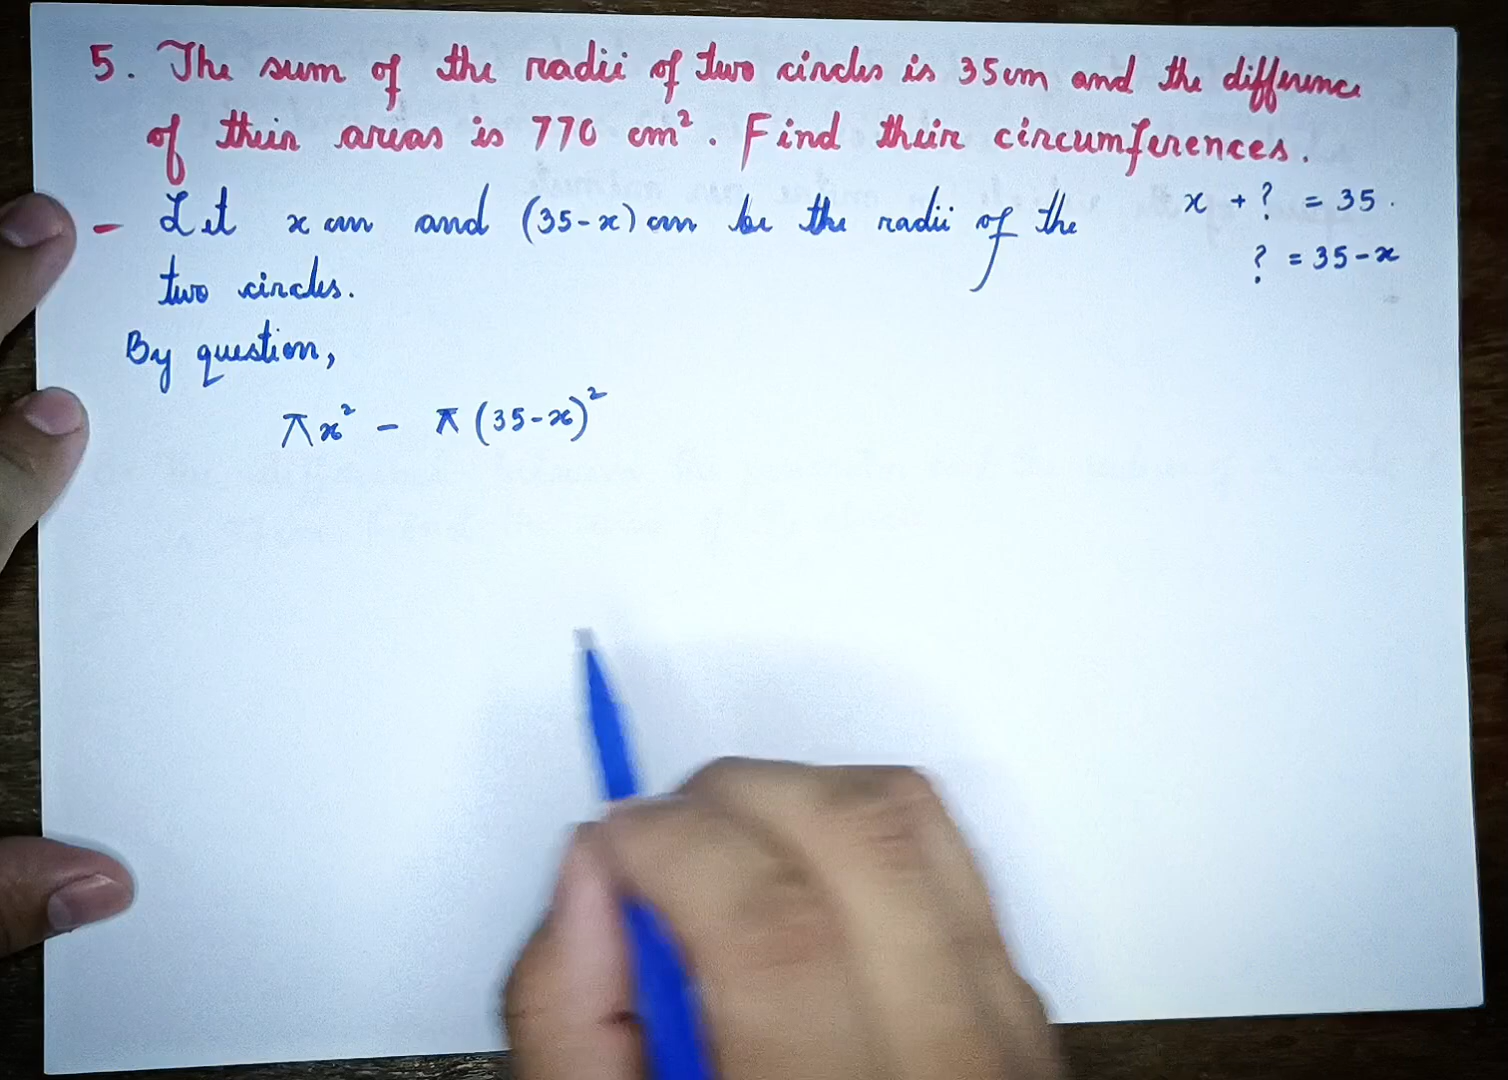 5. The sum of the radii of two circles is 35cm and the difference
of their areas is 770 cm². Find their circumferences.
- Let x cm and (35-x) cm be the radii of the
two circles.
x + ? = 35.
? = 35-x
By question,
πx² - π(35-x)²